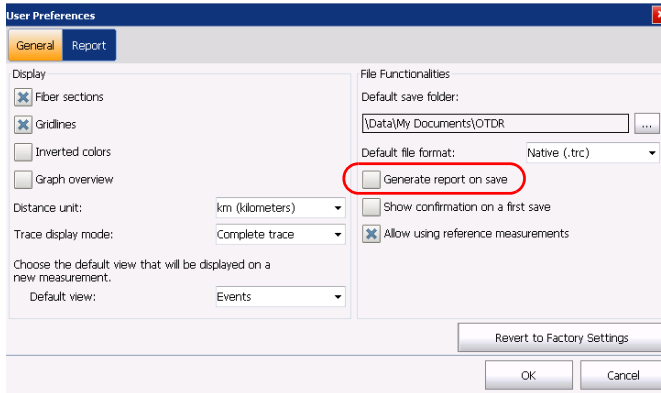 User Preferences
General
Report
Display
Fiber sections
Gridlines
Inverted colors
Graph overview
Distance unit:
km (kilometers)
Trace display mode:
Complete trace
Choose the default view that will be displayed on a
new measurement.
Default view:
Events
File Functionalities
Default save folder:
\Data\My Documents\OTDR
...
Default file format:
Native (.trc)
Generate report on save
Show confirmation on a first save
Allow using reference measurements
Revert to Factory Settings
OK
Cancel